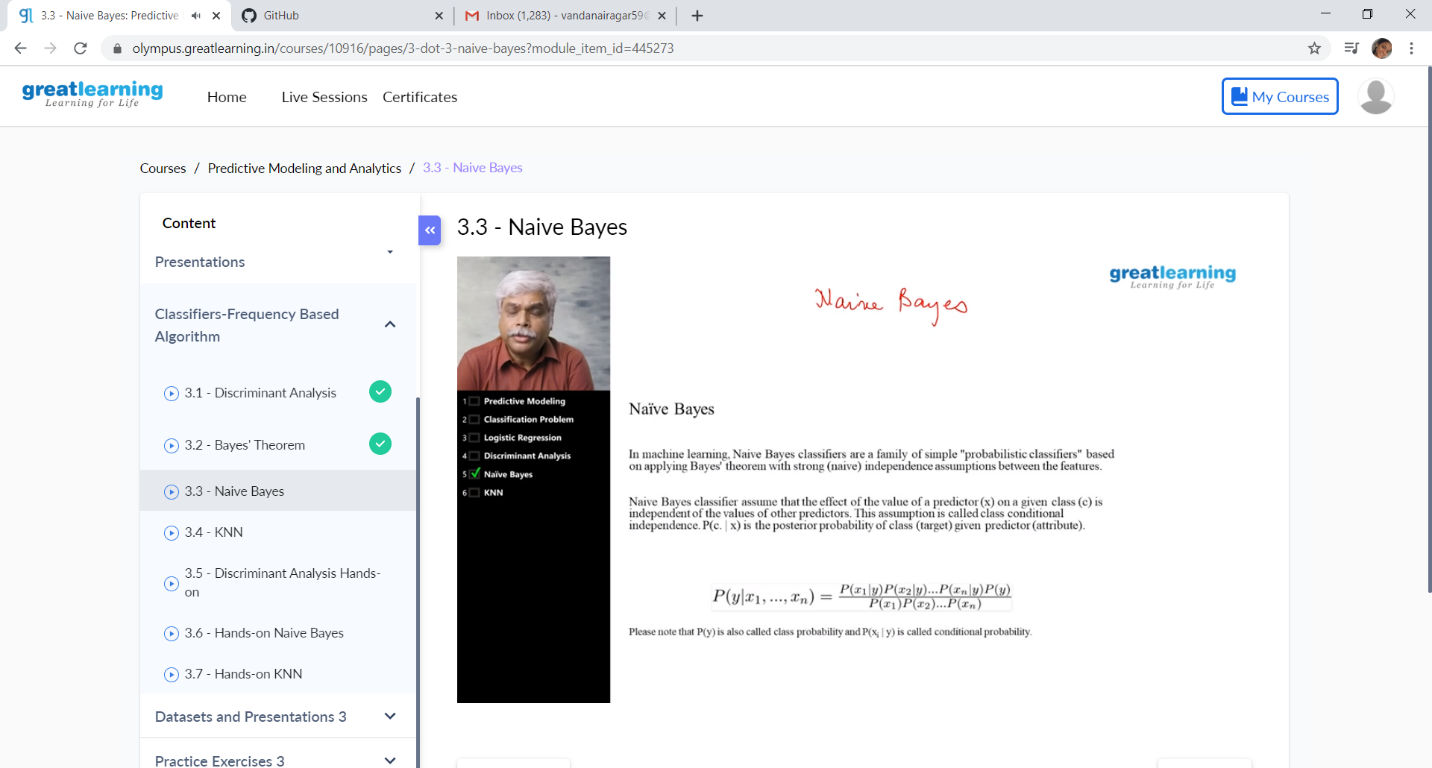 3.3 - Naive Bayes: Predictive
GitHub
Inbox (1,283) - vandanairagar59@
olympus.greatlearning.in/courses/10916/pages/3-dot-3-naive-bayes?module_item_id=445273
greatlearning
Learning for Life
Home
Live Sessions
Certificates
My Courses
Courses / Predictive Modeling and Analytics / 3.3 - Naive Bayes
Content
Presentations
Classifiers-Frequency Based
Algorithm
3.1 - Discriminant Analysis
3.2 - Bayes' Theorem
3.3 - Naive Bayes
3.4 - KNN
3.5 - Discriminant Analysis Hands-
on
3.6 - Hands-on Naive Bayes
3.7 - Hands-on KNN
Datasets and Presentations 3
Practice Exercises 3
3.3 - Naive Bayes
1 Predictive Modeling
2 Classification Problem
3 Logistic Regression
4 Discriminant Analysis
5 Naïve Bayes
6 KNN
Naive Bayes
greatlearning
Learning for Life
Naïve Bayes
In machine learning, Naive Bayes classifiers are a family of simple "probabilistic classifiers" based
on applying Bayes' theorem with strong (naive) independence assumptions between the features.
Naive Bayes classifier assume that the effect of the value of a predictor (x) on a given class (c) is
independent of the values of other predictors. This assumption is called class conditional
independence. P(c. | x) is the posterior probability of class (target) given predictor (attribute).
P(y|x₁, ..., xₙ) = P(x₁|y)P(x₂|y)...P(xₙ|y)P(y) / P(x₁)P(x₂)...P(xₙ)
Please note that P(y) is also called class probability and P(xᵢ | y) is called conditional probability.